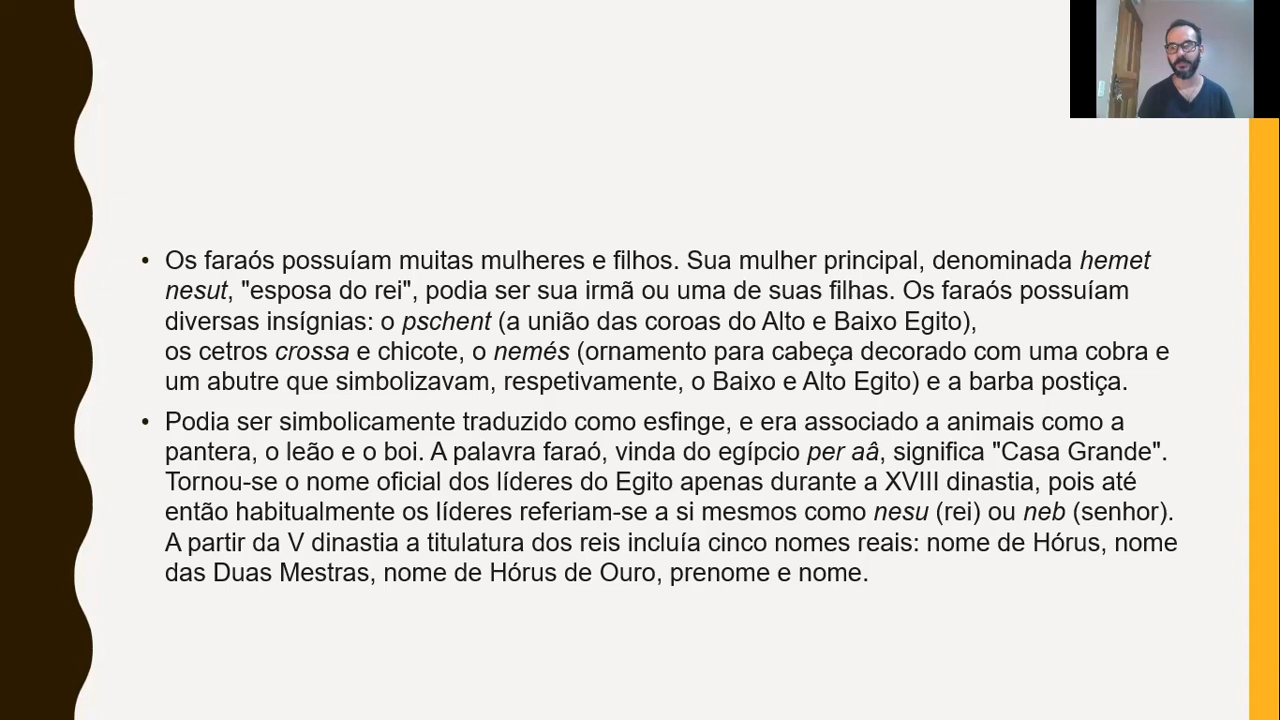 • Os faraós possuíam muitas mulheres e filhos. Sua mulher principal, denominada hemet
nesut, "esposa do rei", podia ser sua irmã ou uma de suas filhas. Os faraós possuíam
diversas insígnias: o pschent (a união das coroas do Alto e Baixo Egito),
os cetros crossa e chicote, o nemés (ornamento para cabeça decorado com uma cobra e
um abutre que simbolizavam, respetivamente, o Baixo e Alto Egito) e a barba postiça.
• Podia ser simbolicamente traduzido como esfinge, e era associado a animais como a
pantera, o leão e o boi. A palavra faraó, vinda do egípcio per aâ, significa "Casa Grande".
Tornou-se o nome oficial dos líderes do Egito apenas durante a XVIII dinastia, pois até
então habitualmente os líderes referiam-se a si mesmos como nesu (rei) ou neb (senhor).
A partir da V dinastia a titulatura dos reis incluía cinco nomes reais: nome de Hórus, nome
das Duas Mestras, nome de Hórus de Ouro, prenome e nome.